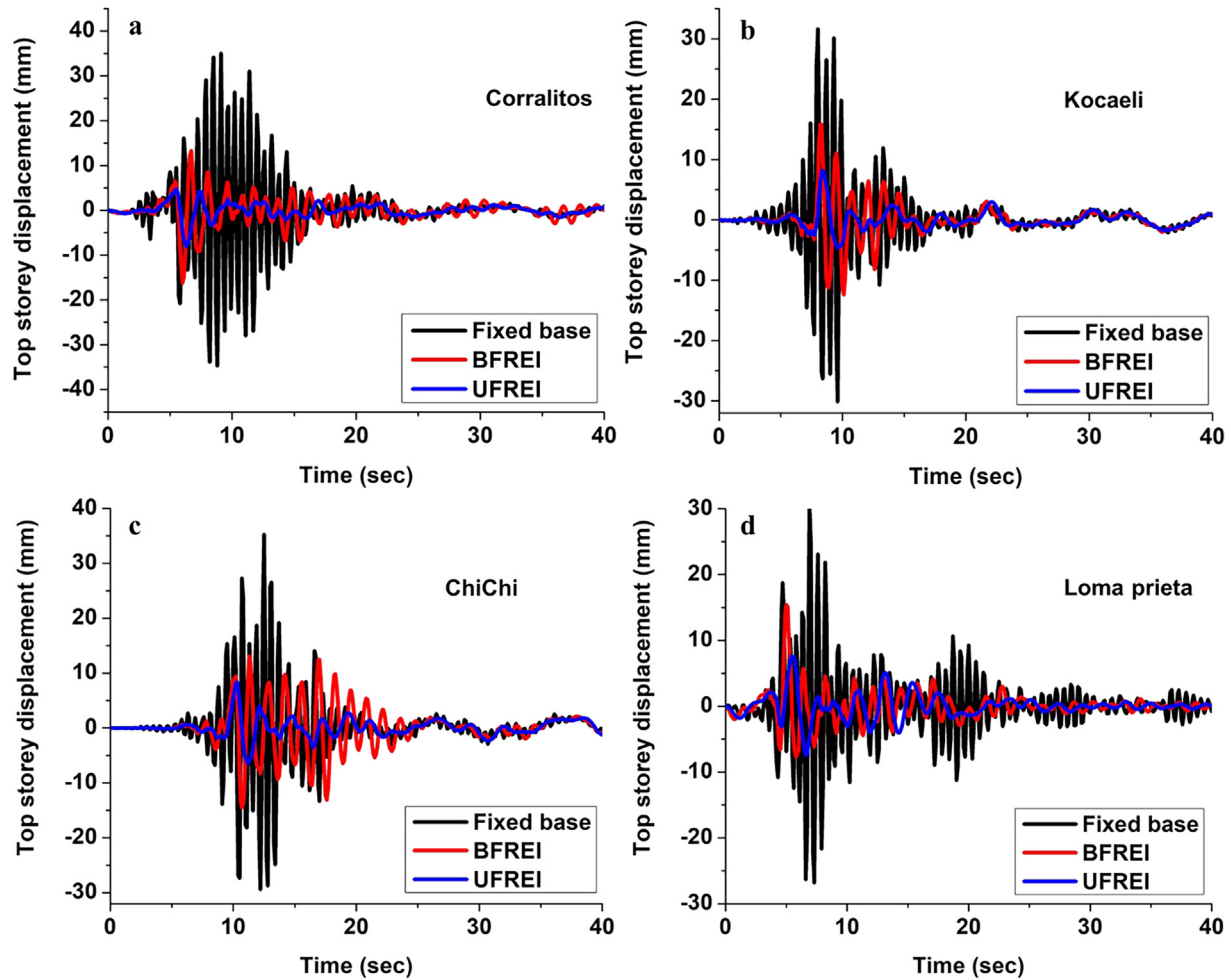 a
Top storey displacement (mm)
40
30
20
10
0
-10
-20
-30
-40
Corralitos
Fixed base
BFREI
UFREI
0 10 20 30 40
Time (sec)
b
Top storey displacement (mm)
30
20
10
0
-10
-20
-30
Kocaeli
Fixed base
BFREI
UFREI
0 10 20 30 40
Time (sec)
c
Top storey displacement (mm)
40
30
20
10
0
-10
-20
-30
ChiChi
Fixed base
BFREI
UFREI
0 10 20 30 40
Time (sec)
d
Top storey displacement (mm)
30
20
10
0
-10
-20
-30
Loma prieta
Fixed base
BFREI
UFREI
0 10 20 30 40
Time (sec)